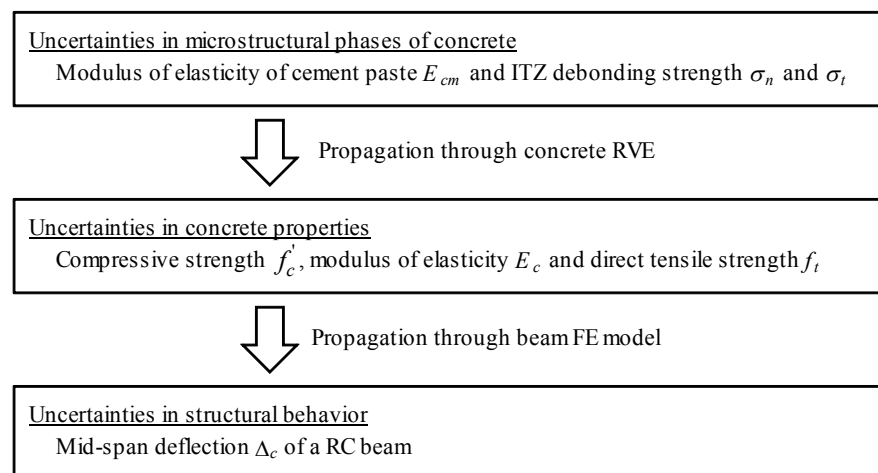 Uncertainties in microstructural phases of concrete
Modulus of elasticity of cement paste E_cm and ITZ debonding strength σ_n and σ_t
Propagation through concrete RVE
Uncertainties in concrete properties
Compressive strength f_c', modulus of elasticity E_c and direct tensile strength f_t
Propagation through beam FE model
Uncertainties in structural behavior
Mid-span deflection Δ_c of a RC beam